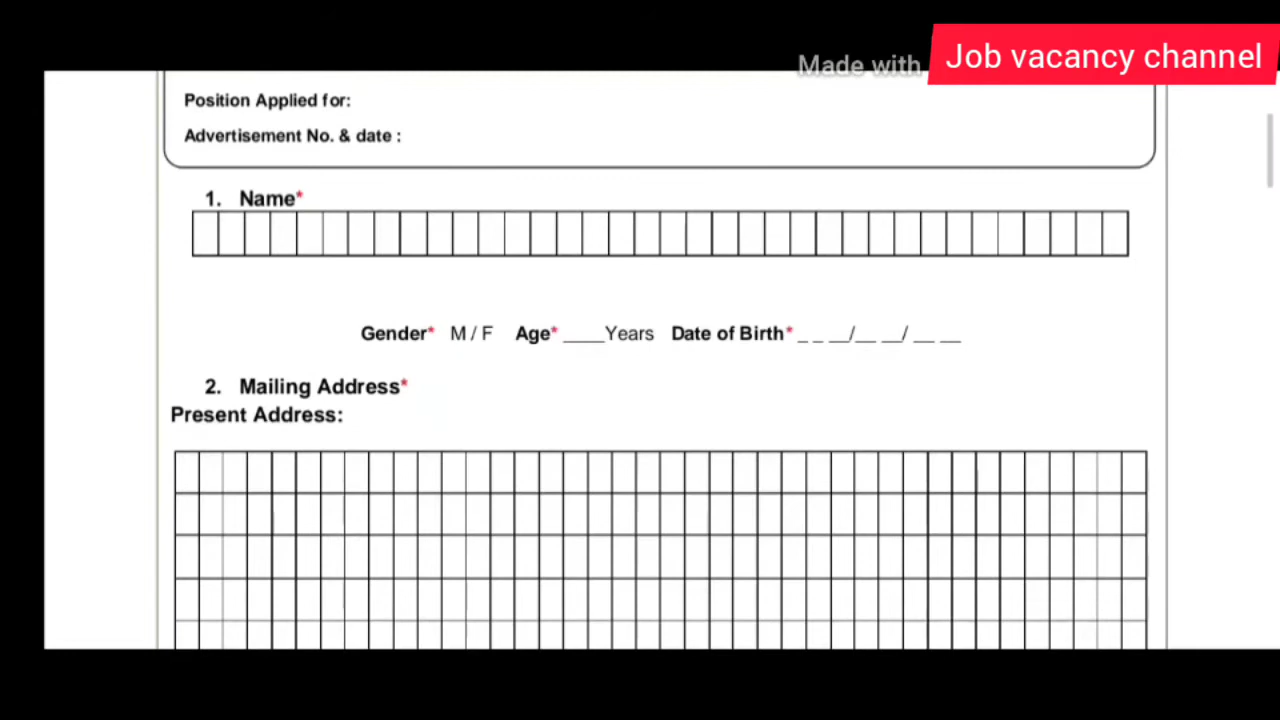 Made with Job vacancy channel
Position Applied for:
Advertisement No. & date :
1. Name*
Gender* M / F Age* ____Years Date of Birth* _ _ __/__ __/ __ __
2. Mailing Address*
Present Address: